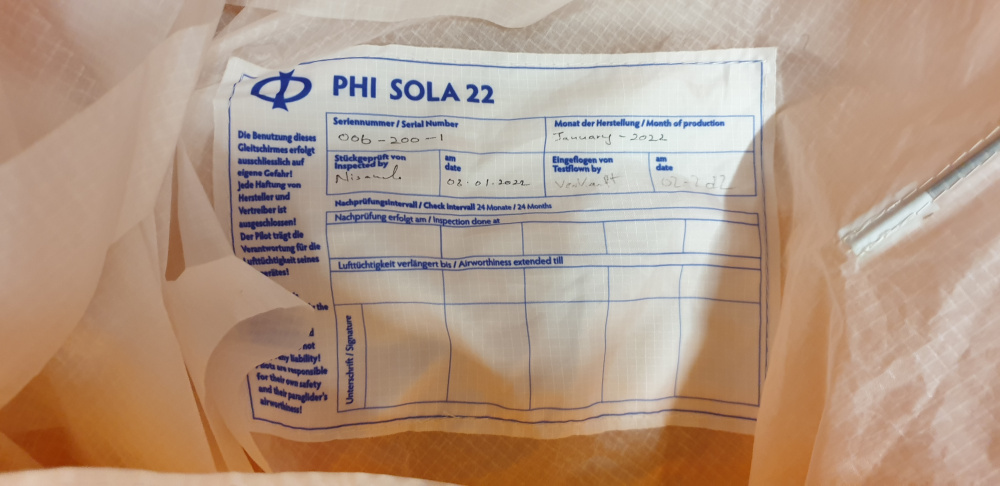 PHI SOLA 22
Seriennummer / Serial Number
006-200-1
Monat der Herstellung / Month of production
January - 2022
Stückgeprüft von
Inspected by
am
date
02.01.2022
Eingeflogen von
Testflown by
am
date
Nachprüfungsintervall / Check Intervall 24 Monate / 24 Months
Nachprüfung erfolgt am / Inspection done at
Lufttüchtigkeit verlängert bis / Airworthiness extended till
Unterschrift / Signature
Die Benutzung dieses
Gleitschirmes erfolgt
ausschliesslich auf
eigene Gefahr!
Jede Haftung von
Hersteller und
Vertreiber ist
ausgeschlossen!
Der Pilot trägt die
Verantwortung für die
Lufttüchtigkeit seines
the
not
any liability!
are responsible
for their own safety
and their paraglider's
airworthiness!